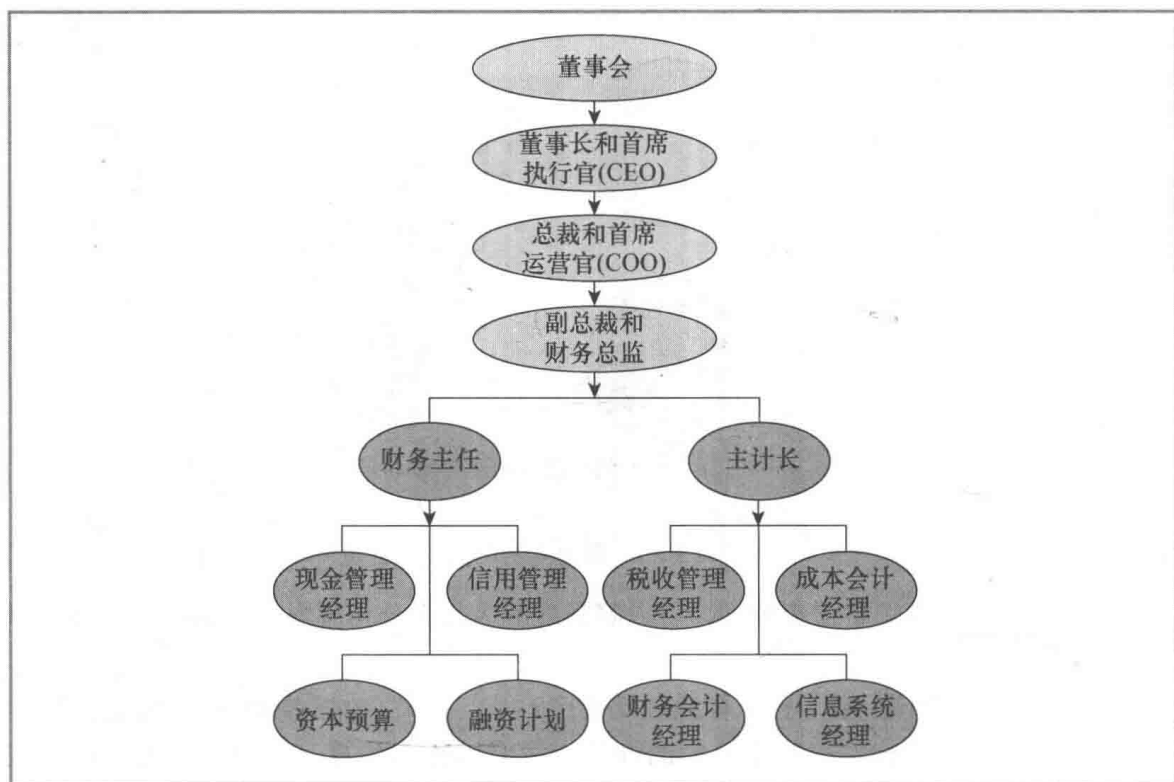 董事会
董事长和首席
执行官(CEO)
总裁和首席
运营官(COO)
副总裁和
财务总监
财务主任
主计长
现金管理
经理
信用管理
经理
税收管理
经理
成本会计
经理
资本预算
融资计划
财务会计
经理
信息系统
经理